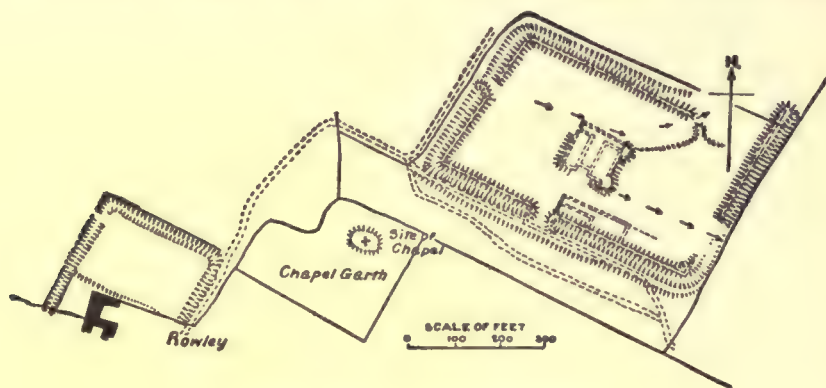 N.
Site of
Chapel
Chapel Garth
Rowley
SCALE OF FEET
0 100 200 300